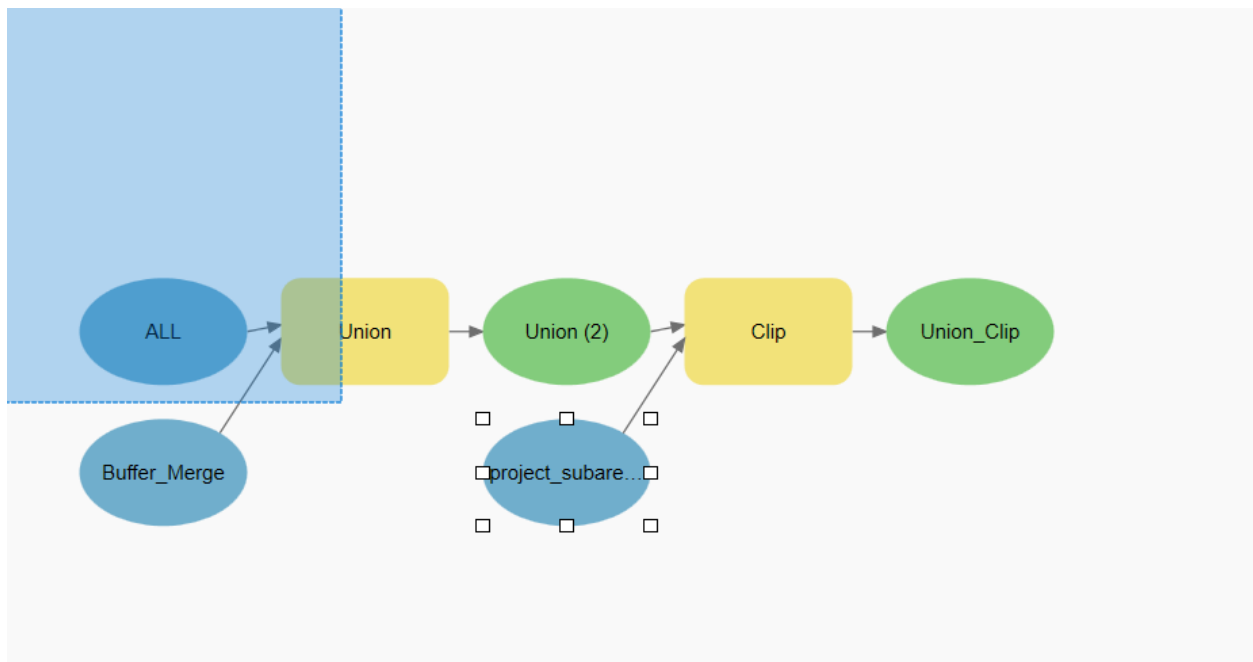 ALL
Union
Union (2)
Clip
Union_Clip
Buffer_Merge
project_subare...